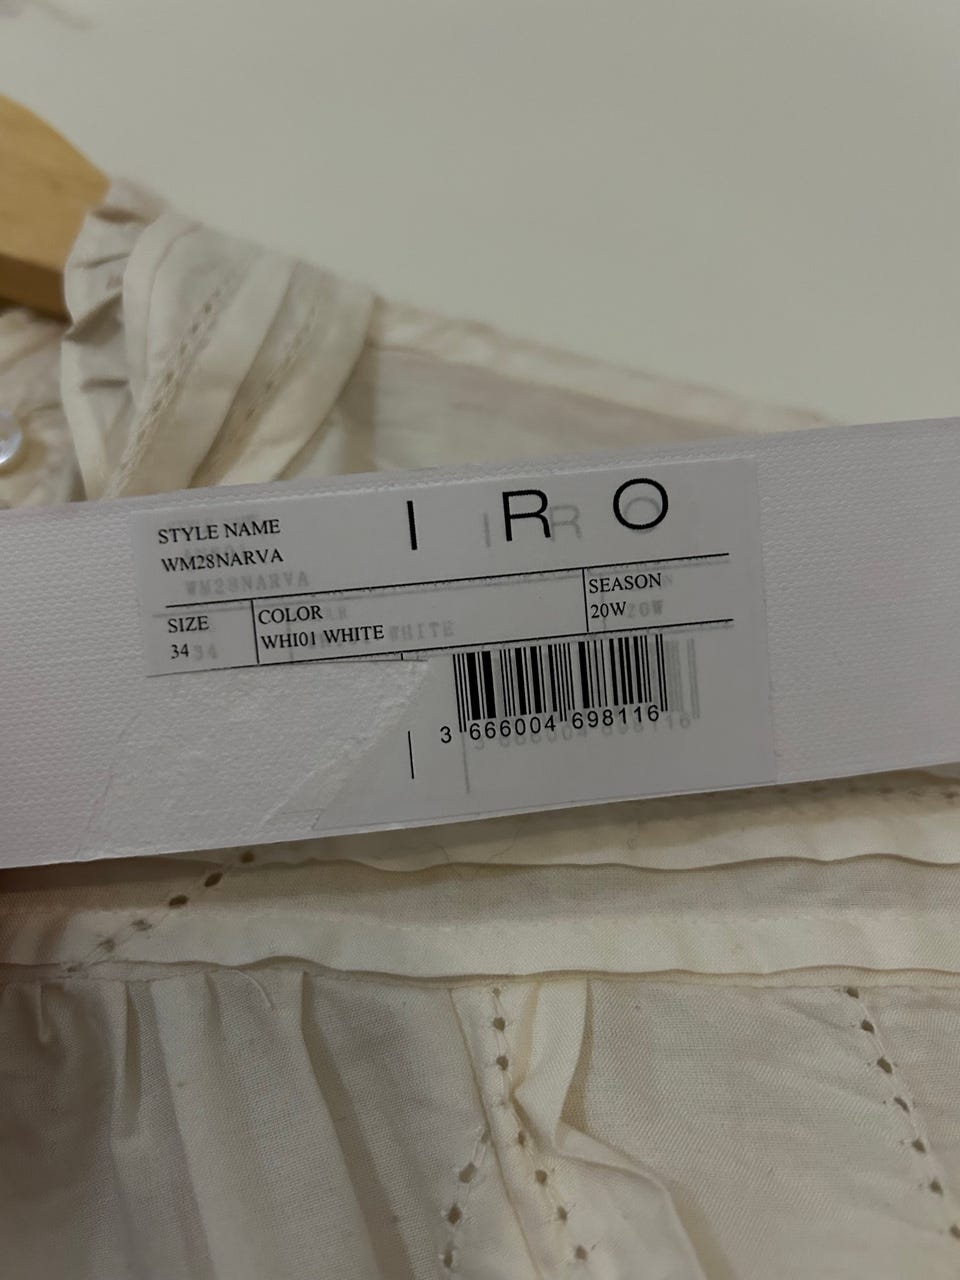 I R O
STYLE NAME
WM28NARVA
SIZE
34
COLOR
WHI01 WHITE
SEASON
20W
3 666004 698116